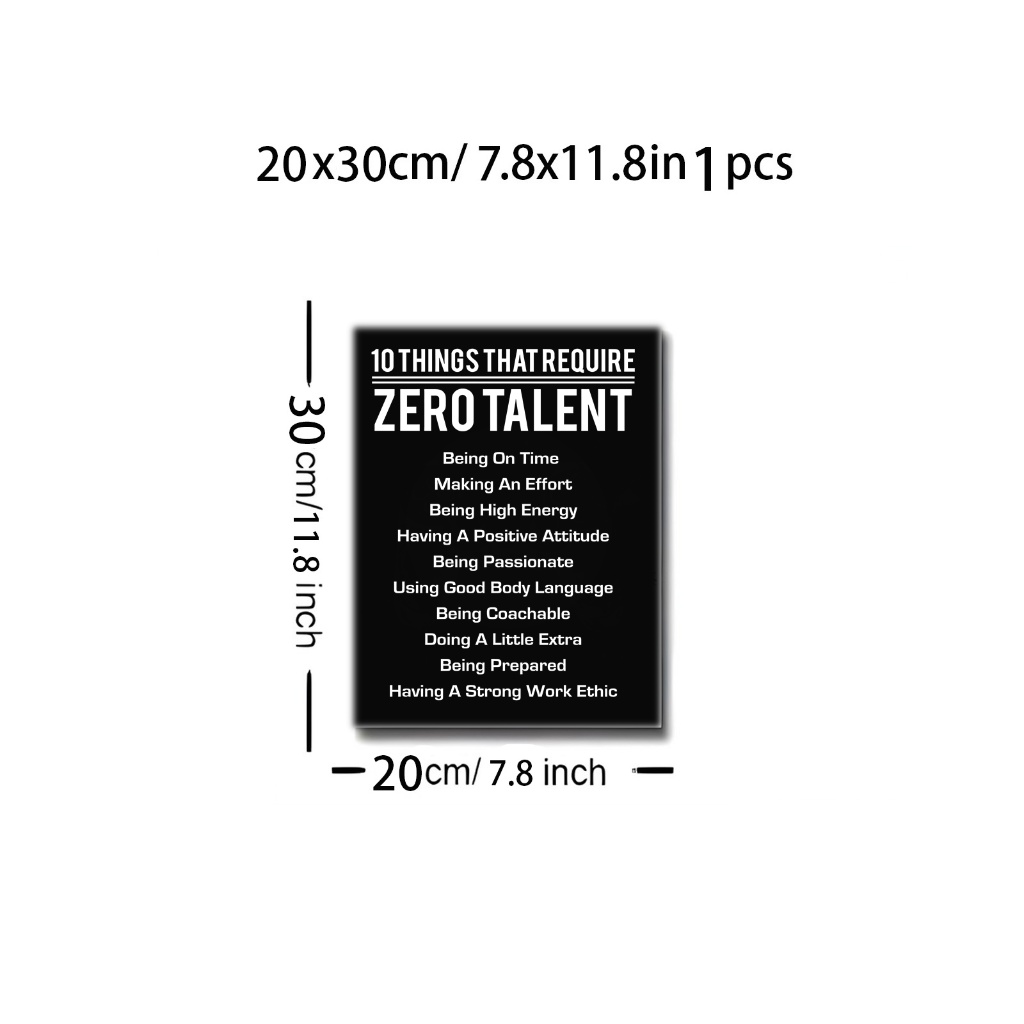 20x30cm/ 7.8x11.8in 1 pcs
10 THINGS THAT REQUIRE
ZERO TALENT
Being On Time
Making An Effort
Being High Energy
Having A Positive Attitude
Being Passionate
Using Good Body Language
Being Coachable
Doing A Little Extra
Being Prepared
Having A Strong Work Ethic
30cm/11.8 inch
20cm/ 7.8 inch